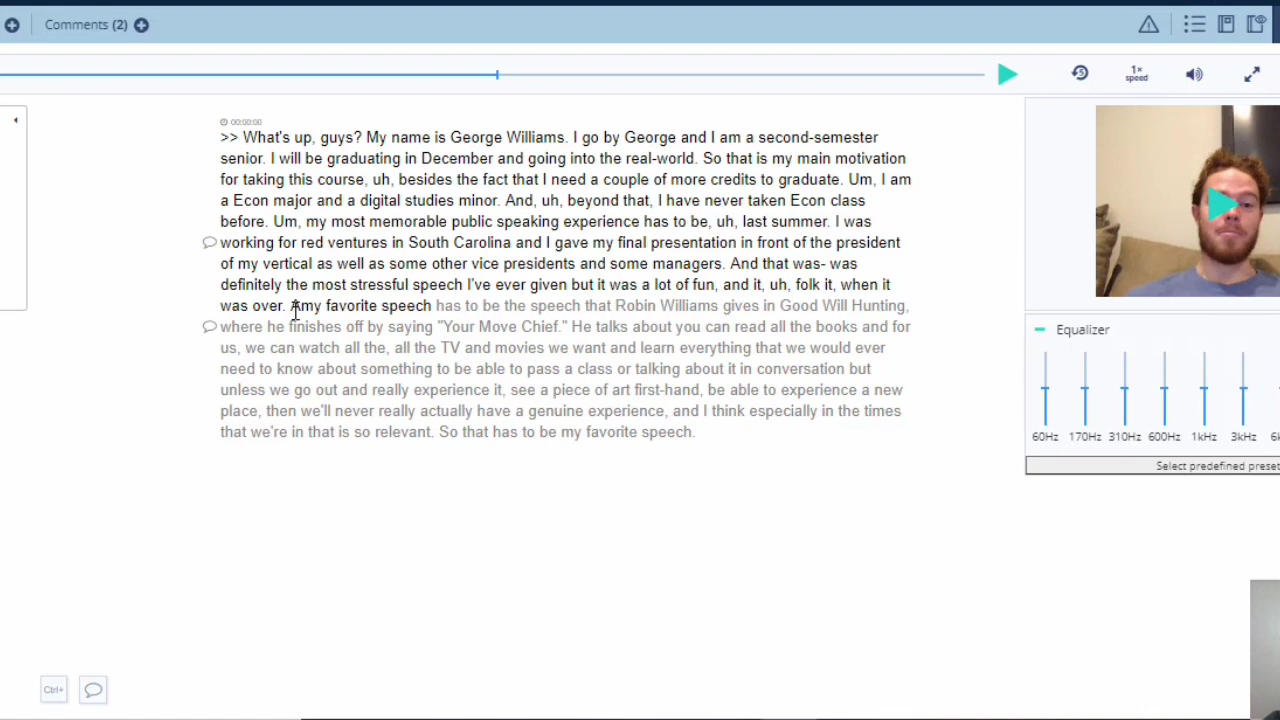 Comments (2)
1x
speed
00:00:00
>> What's up, guys? My name is George Williams. I go by George and I am a second-semester
senior. I will be graduating in December and going into the real-world. So that is my main motivation
for taking this course, uh, besides the fact that I need a couple of more credits to graduate. Um, I am
a Econ major and a digital studies minor. And, uh, beyond that, I have never taken Econ class
before. Um, my most memorable public speaking experience has to be, uh, last summer. I was
working for red ventures in South Carolina and I gave my final presentation in front of the president
of my vertical as well as some other vice presidents and some managers. And that was- was
definitely the most stressful speech I've ever given but it was a lot of fun, and it, uh, folk it, when it
was over. Amy favorite speech has to be the speech that Robin Williams gives in Good Will Hunting,
where he finishes off by saying "Your Move Chief." He talks about you can read all the books and for
us, we can watch all the, all the TV and movies we want and learn everything that we would ever
need to know about something to be able to pass a class or talking about it in conversation but
unless we go out and really experience it, see a piece of art first-hand, be able to experience a new
place, then we'll never really actually have a genuine experience, and I think especially in the times
that we're in that is so relevant. So that has to be my favorite speech.
Equalizer
60Hz 170Hz 310Hz 600Hz 1kHz 3kHz 6k
Select predefined preset
Ctrl+